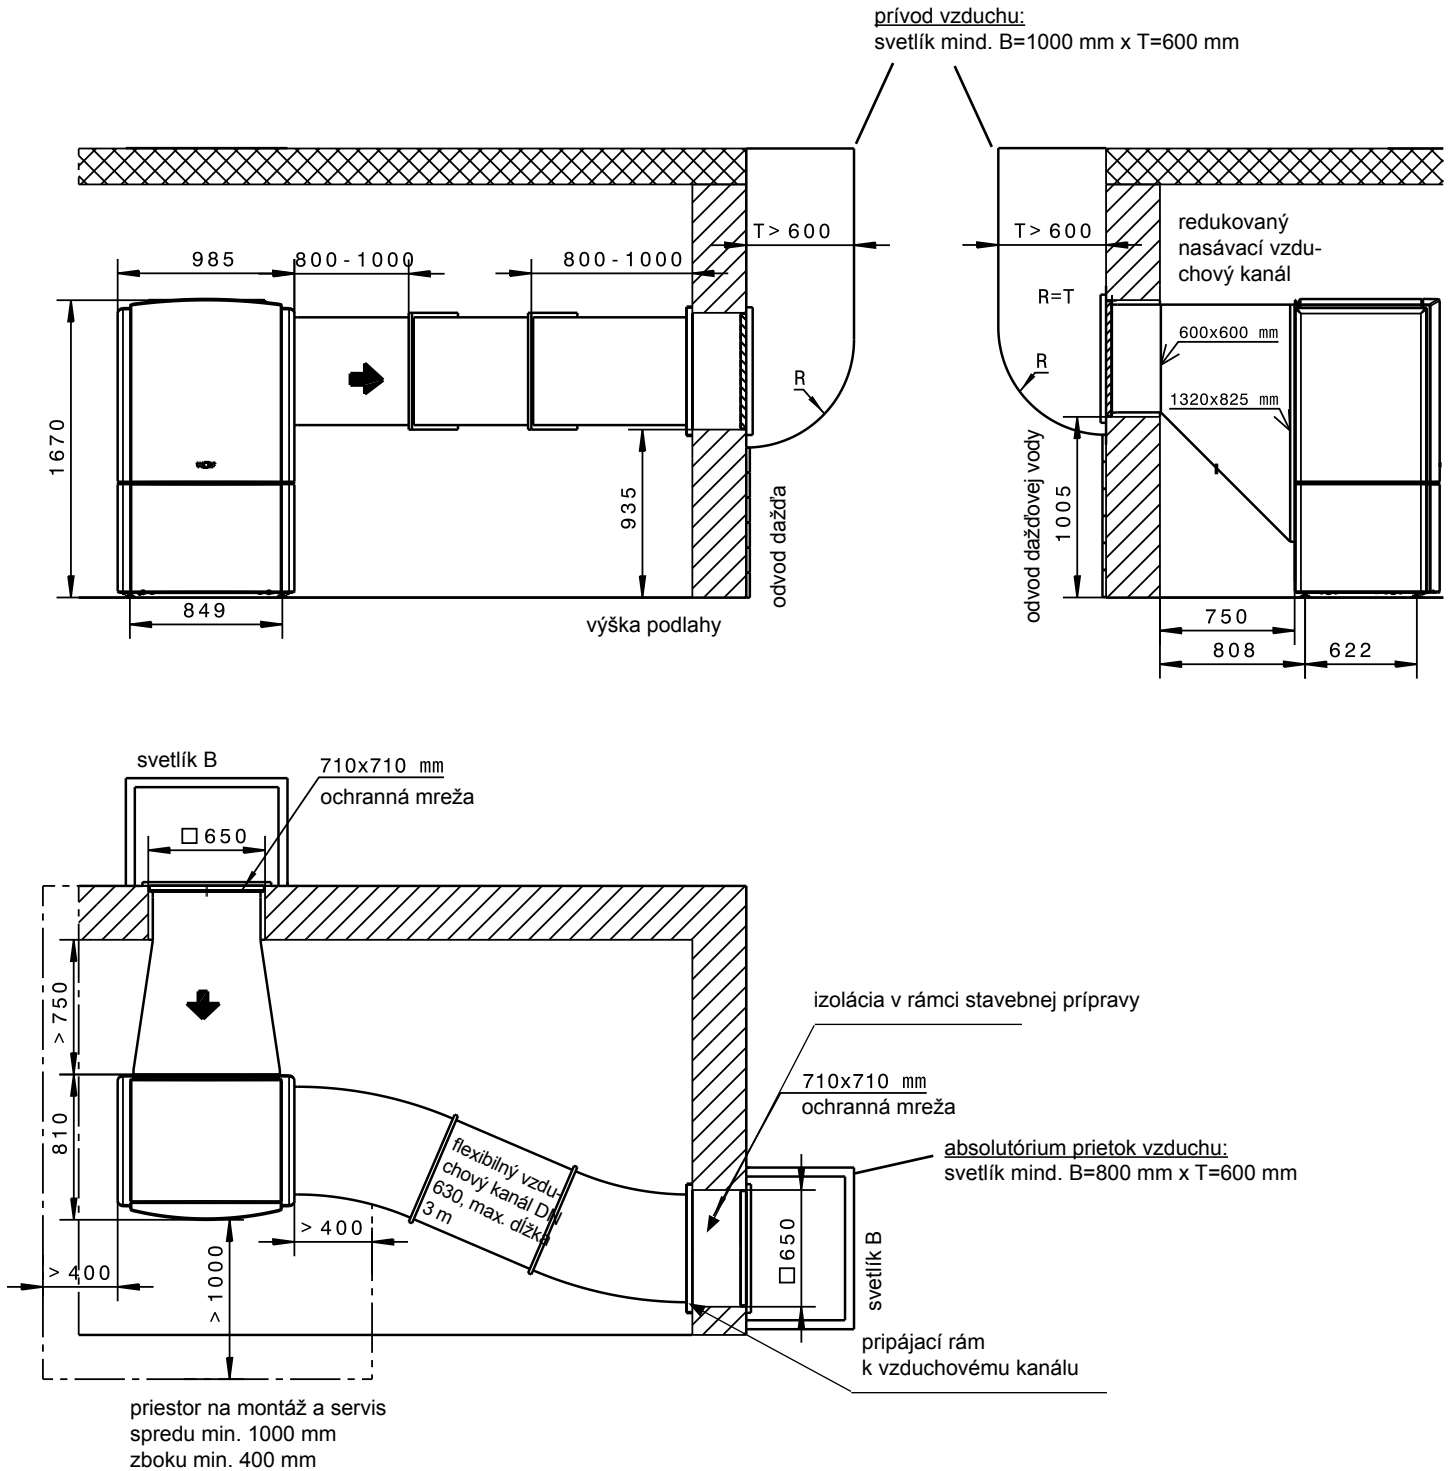 prívod vzduchu:
svetlík mind. B=1000 mm x T=600 mm
985
800-1000
800-1000
T> 600
T> 600
redukovaný
nasávací vzdu-
chový kanál
R=T
600x600 mm
R
R
1320x825 mm
1670
935
odvod dažďa
odvod dažďovej vody
1005
849
výška podlahy
750
808
622
svetlík B
710x710 mm
ochranná mreža
□650
> 750
810
izolácia v rámci stavebnej prípravy
710x710 mm
ochranná mreža
absolutórium prietok vzduchu:
svetlík mind. B=800 mm x T=600 mm
flexibilný vzdu-
chový kanál DN
630, max. dĺžka
3 m
> 400
> 400
> 1000
□650
svetlík B
pripájací rám
k vzduchovému kanálu
priestor na montáž a servis
spredu min. 1000 mm
zboku min. 400 mm